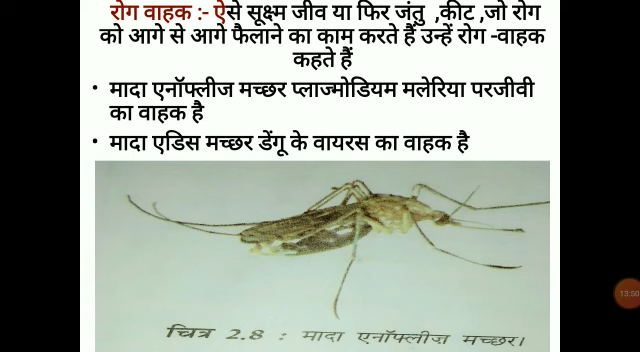 रोग वाहक :- ऐसे सूक्ष्म जीव या फिर जंतु ,कीट ,जो रोग
को आगे से आगे फैलाने का काम करते हैं उन्हें रोग -वाहक
कहते हैं
• मादा एनॉफ्लीज मच्छर प्लाज्मोडियम मलेरिया परजीवी
का वाहक है
• मादा एडिस मच्छर डेंगू के वायरस का वाहक है
चित्र 2.8 : मादा एनॉफ्लीज़ मच्छर।
13:50